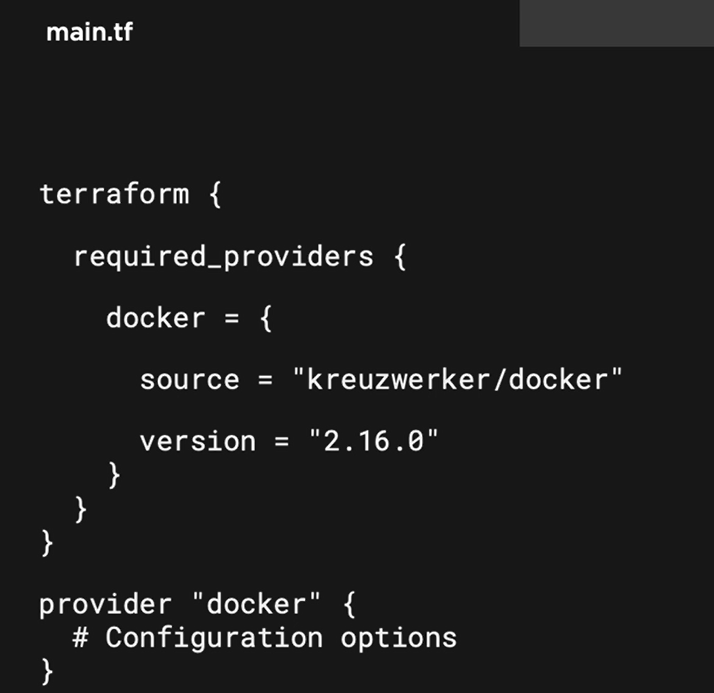 main.tf
terraform {
required_providers {
docker = {
source = "kreuzwerker/docker"
version = "2.16.0"
}
}
}
provider "docker" {
# Configuration options
}